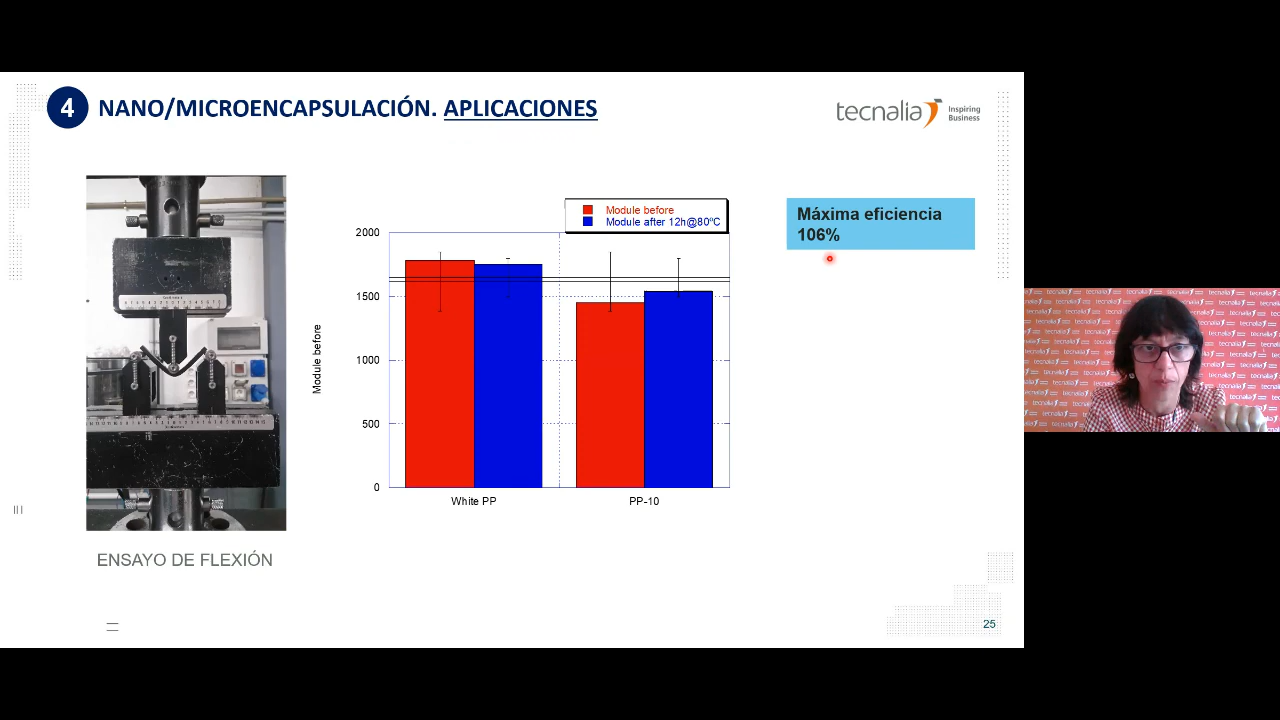 4 NANO/MICROENCAPSULACIÓN. APLICACIONES
tecnalia Inspiring Business
Module before
Module after 12h@80ºC
Máxima eficiencia
106%
2000
1500
1000
500
0
Module before
White PP
PP-10
ENSAYO DE FLEXIÓN
25
tecnalia